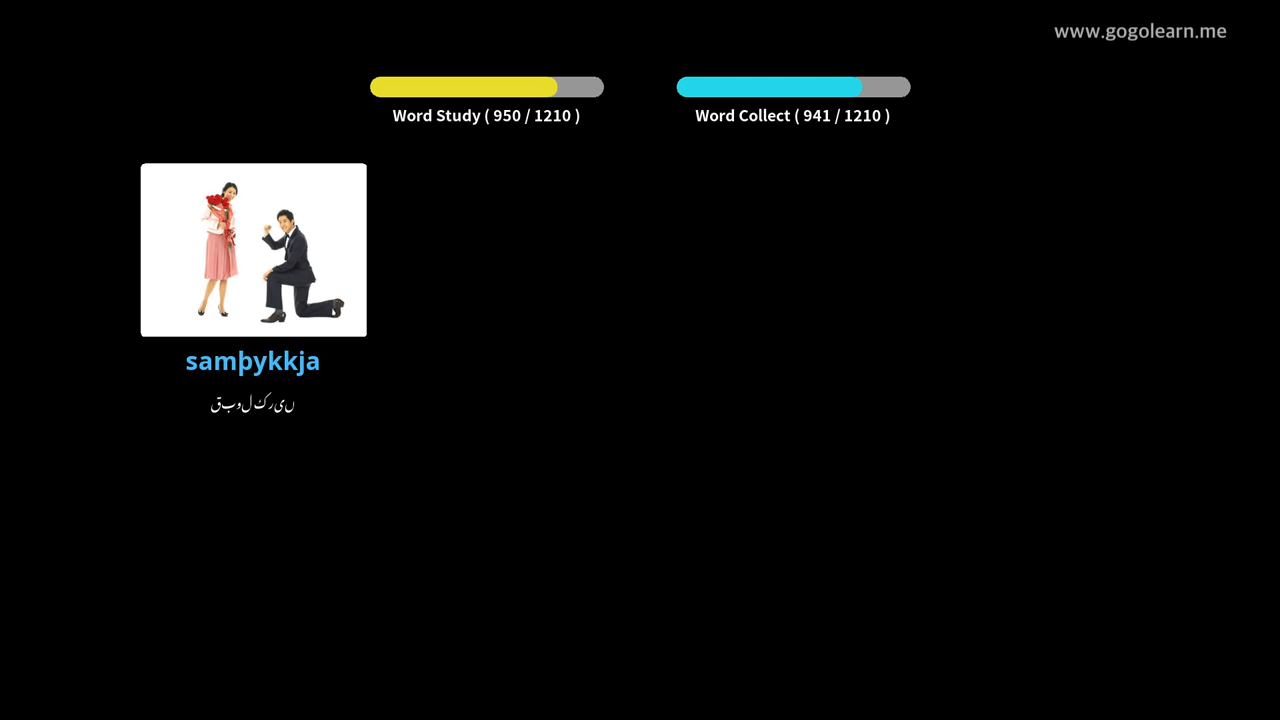 www.gogolearn.me
Word Study ( 950 / 1210 )
Word Collect ( 941 / 1210 )
samþykkja
قبول کریں